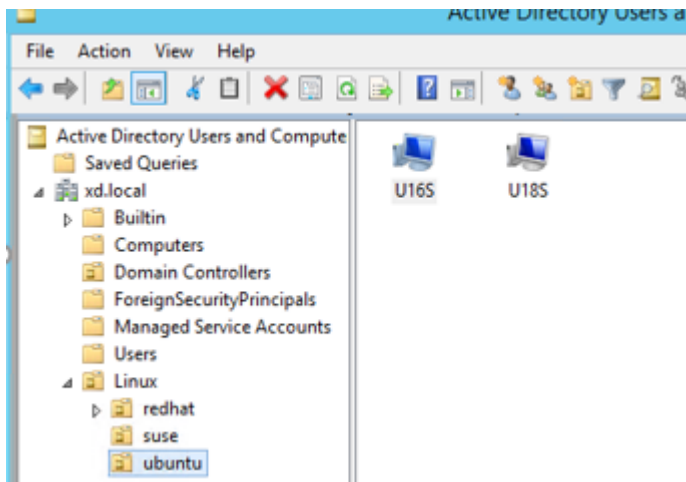 Active Directory Users a
File Action View Help
Active Directory Users and Compute
Saved Queries
xd.local
Builtin
Computers
Domain Controllers
ForeignSecurityPrincipals
Managed Service Accounts
Users
Linux
redhat
suse
ubuntu
U16S
U18S